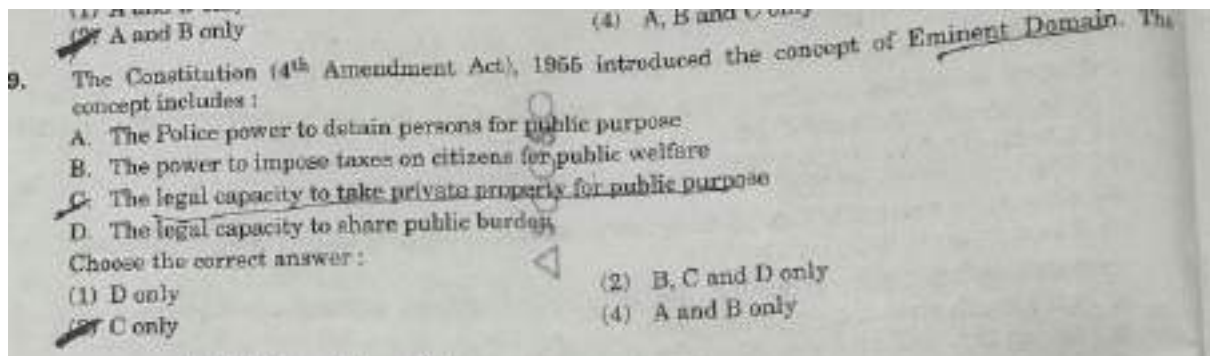 (2) A and B only
(4) A, B and C only
9. The Constitution (4th Amendment Act), 1955 introduced the concept of Eminent Domain. This
concept includes :
A. The Police power to detain persons for public purpose
B. The power to impose taxes on citizens for public welfare
C. The legal capacity to take private property for public purpose
D. The legal capacity to share public burden
Choose the correct answer :
(1) D only
(2) B, C and D only
C only
(4) A and B only